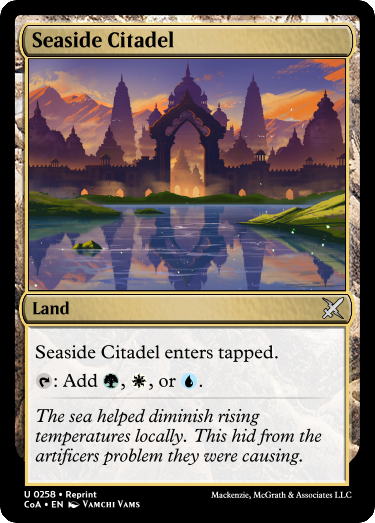 Seaside Citadel
Land
Seaside Citadel enters tapped.
: Add , , or .
The sea helped diminish rising
temperatures locally. This hid from the
artificers problem they were causing.
U 0258 • Reprint
CoA • EN VAMCHI VAMS
Mackenzie, McGrath & Associates LLC